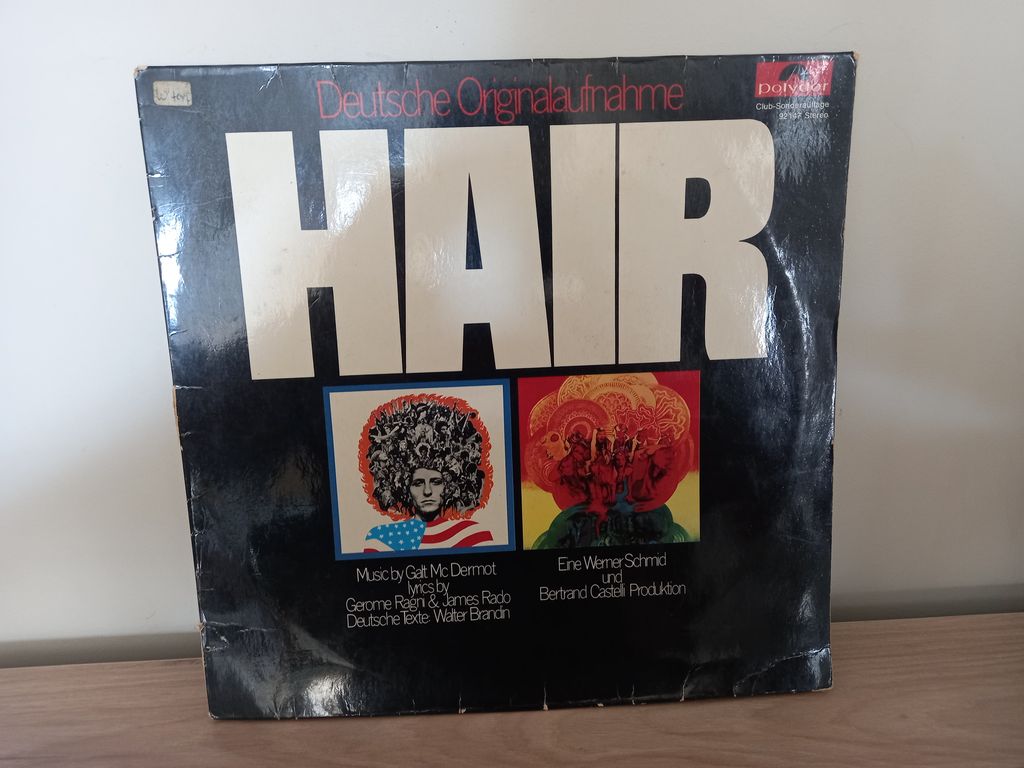 Deutsche Originalaufnahme
polydor
Club-Sonderauflage
92147 Stereo
HAIR
Music by Galt Mc Dermot
lyrics by
Gerome Ragni & James Rado
Deutsche Texte: Walter Brandin
Eine Werner Schmid
und
Bertrand Castelli Produktion